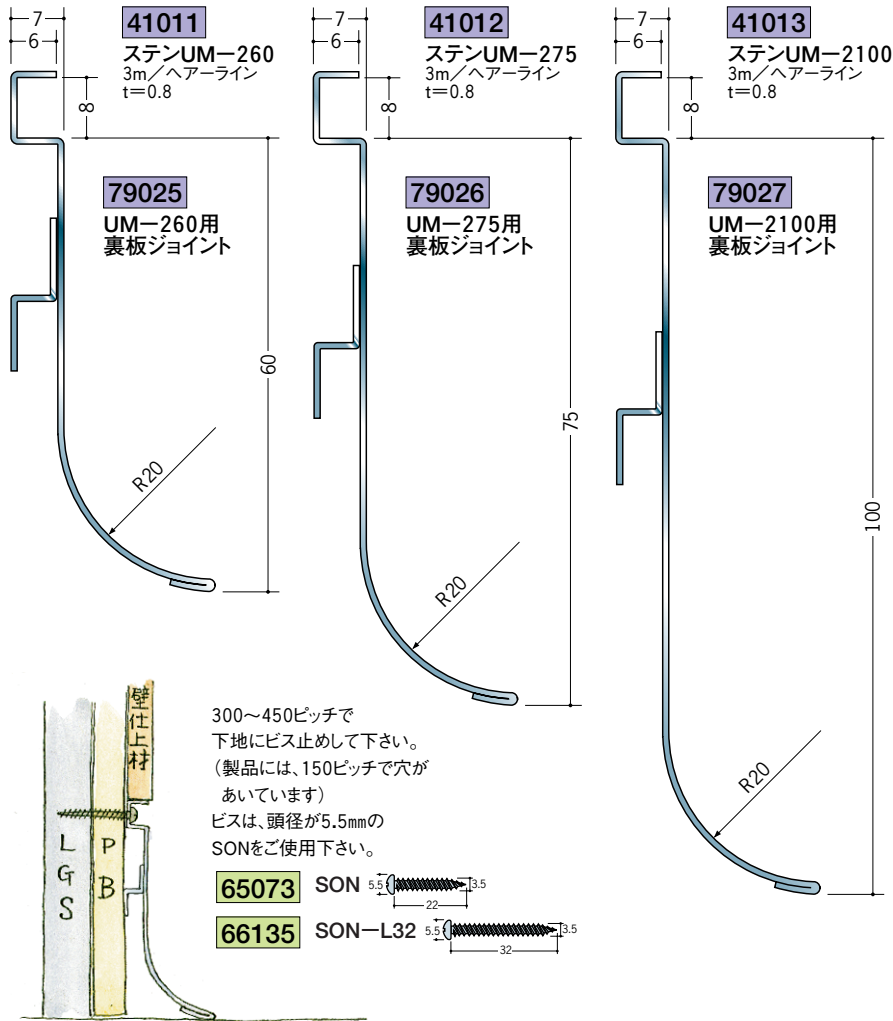 7
6
8
41011
ステンUM－260
3m／ヘアーライン
t＝0.8
79025
UM－260用
裏板ジョイント
60
R20
7
6
8
41012
ステンUM－275
3m／ヘアーライン
t＝0.8
79026
UM－275用
裏板ジョイント
75
R20
7
6
8
41013
ステンUM－2100
3m／ヘアーライン
t＝0.8
79027
UM－2100用
裏板ジョイント
100
R20
壁仕上材
LGS
PB
300～450ピッチで
下地にビス止めして下さい。
（製品には、150ピッチで穴が
あいています）
ビスは、頭径が5.5mmの
SONをご使用下さい。
65073 SON 5.5 3.5
22
66135 SON－L32 5.5 3.5
32